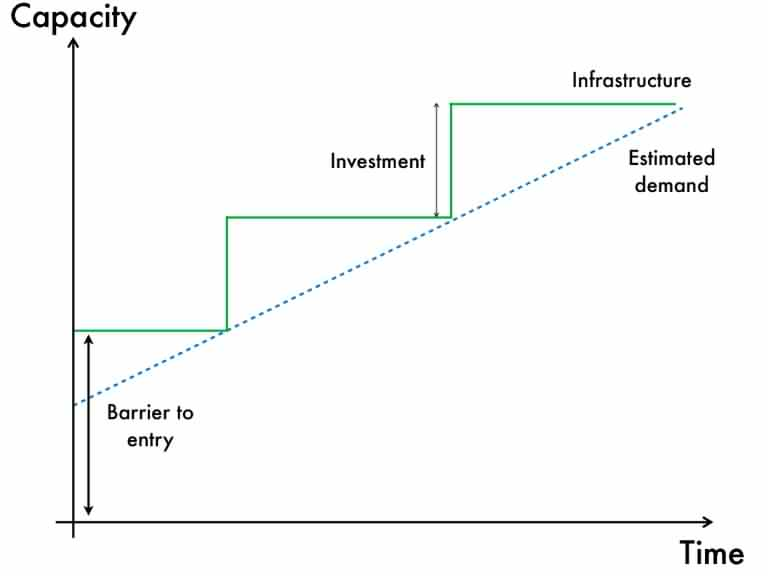 Capacity
Infrastructure
Investment
Estimated
demand
Barrier to
entry
Time